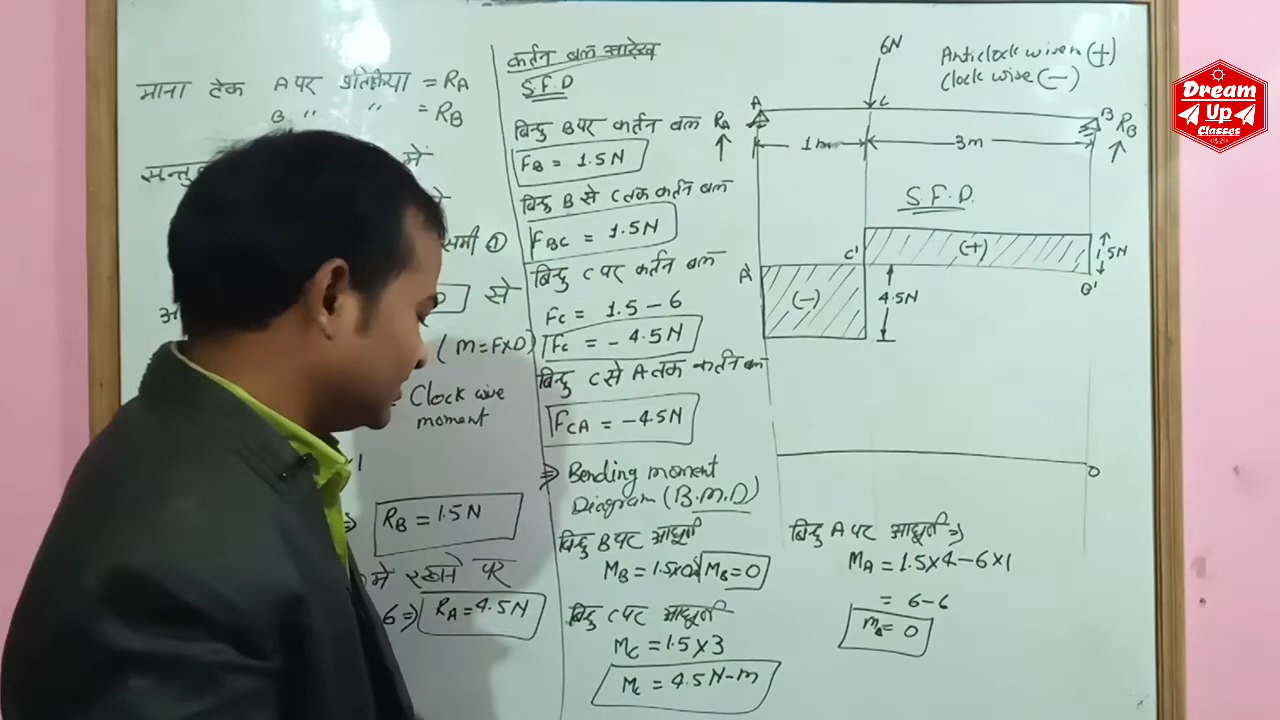 माना टेक A पर प्रतिक्रिया = RA
B " " = RB
में
समी ①
से
(m = F×D)
Clock wise
moment
RB = 1.5N
में रखने पर
6 ⇒ RA = 4.5N
कर्तन बल आरेख
S.F.D
बिन्दु B पर कर्तन बल
FB = 1.5N
बिन्दु B से C तक कर्तन बल
FBC = 1.5N
बिन्दु C पर कर्तन बल
Fc = 1.5 - 6
Fc = - 4.5N
बिन्दु C से A तक कर्तन बल
FCA = -4.5N
⇒ Bending moment
Diagram (B.M.D)
बिन्दु B पर आघूर्ण
MB = 1.5×0 MB = 0
बिन्दु C पर आघूर्ण
Mc = 1.5×3
Mc = 4.5N-m
6N
Anticlock wise (+)
Clock wise (-)
A C B
RA RB
1m 3m
S.F.D.
(+)
1.5N
C'
A' (-) 4.5N B'
0
बिन्दु A पर आघूर्ण ⇒
MA = 1.5×4-6×1
= 6-6
MA = 0
Dream
Up
Classes